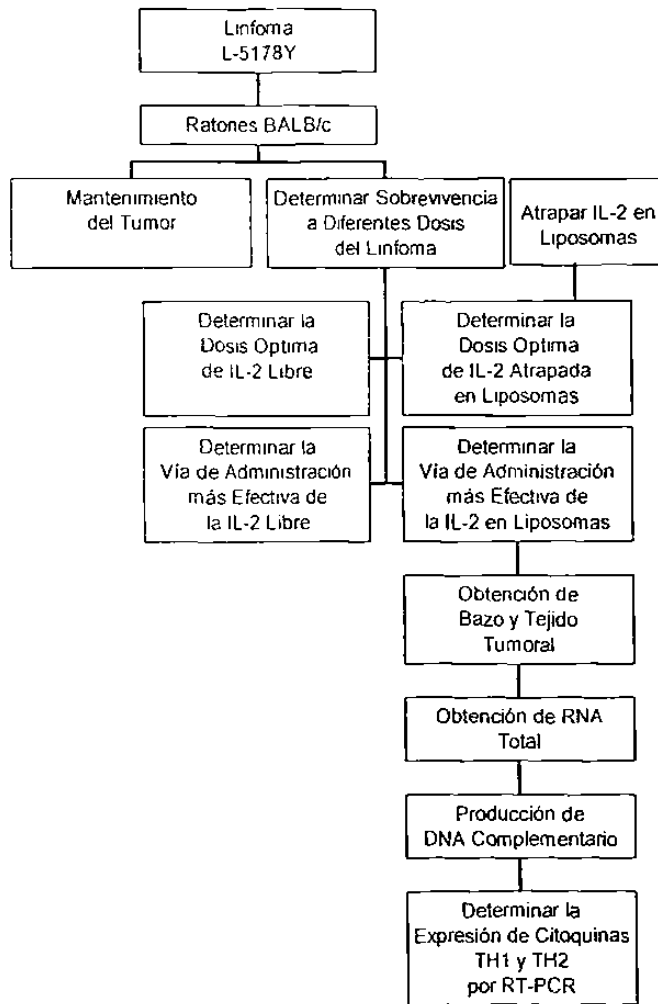 Linfoma
L-5178Y
Ratones BALB/c
Mantenimiento
del Tumor
Determinar Sobrevivencia
a Diferentes Dosis
del Linfoma
Atrapar IL-2 en
Liposomas
Determinar la
Dosis Optima
de IL-2 Libre
Determinar la
Dosis Optima
de IL-2 Atrapada
en Liposomas
Determinar la
Vía de Administración
más Efectiva de
la IL-2 Libre
Determinar la
Vía de Administración
más Efectiva de
la IL-2 en Liposomas
Obtención de
Bazo y Tejido
Tumoral
Obtención de RNA
Total
Producción de
DNA Complementario
Determinar la
Expresión de Citoquinas
TH1 y TH2
por RT-PCR